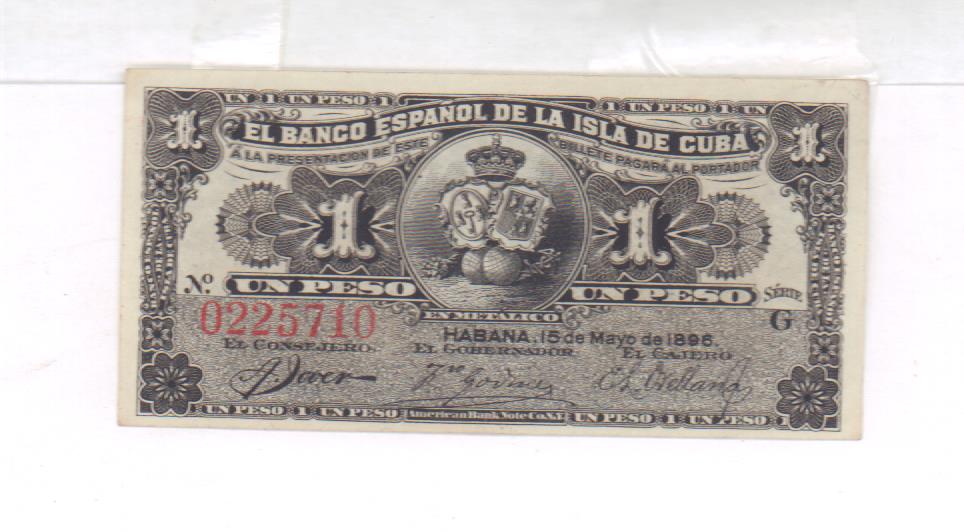 UN 1 UN PESO 1
1 UN PESO 1 UN
1
1
EL BANCO ESPAÑOL DE LA ISLA DE CUBA
A LA PRESENTACION DE ESTE BILLETE PAGARÁ AL PORTADOR
1
1
Nº
UN PESO
UN PESO
SÉRIE
G
EN METÁLICO
0225710
HABANA, 15 de Mayo de 1896.
EL CONSEJERO.
EL GOBERNADOR
EL CAJERO
UN PESO 1 UN PESO 1
American Bank Note Co. N.Y.
UN PESO 1 UN PESO 1